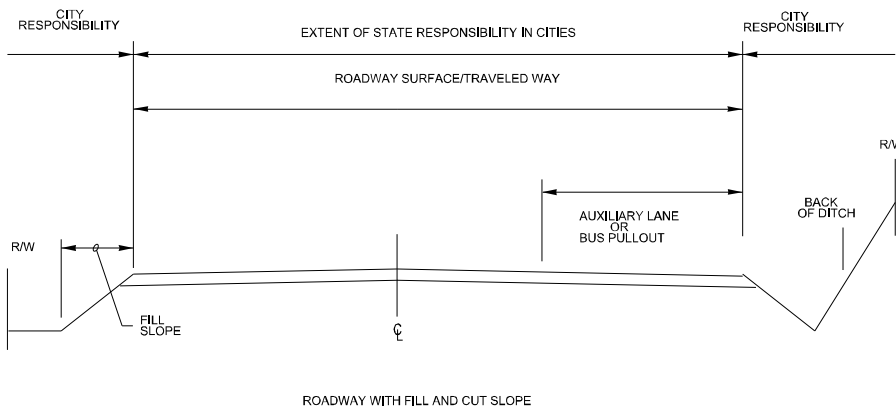 CITY
RESPONSIBILITY
EXTENT OF STATE RESPONSIBILITY IN CITIES
CITY
RESPONSIBILITY
ROADWAY SURFACE/TRAVELED WAY
R/W
AUXILIARY LANE
OR
BUS PULLOUT
BACK
OF DITCH
R/W
FILL
SLOPE
℄
ROADWAY WITH FILL AND CUT SLOPE